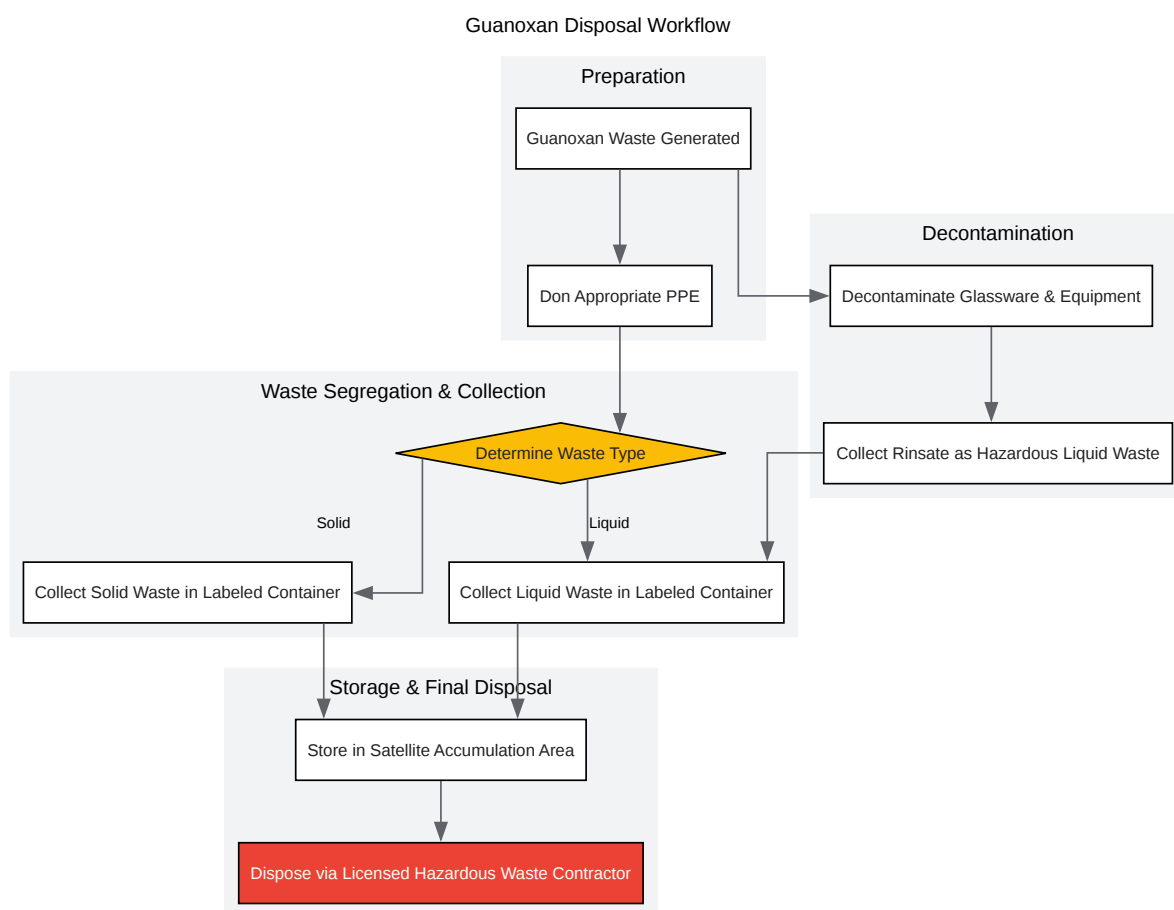 Guanoxan Disposal Workflow
Preparation
Guanoxan Waste Generated
Decontamination
Don Appropriate PPE
Decontaminate Glassware & Equipment
Waste Segregation & Collection
Determine Waste Type
Collect Rinsate as Hazardous Liquid Waste
Solid
Liquid
Collect Solid Waste in Labeled Container
Collect Liquid Waste in Labeled Container
Storage & Final Disposal
Store in Satellite Accumulation Area
Dispose via Licensed Hazardous Waste Contractor